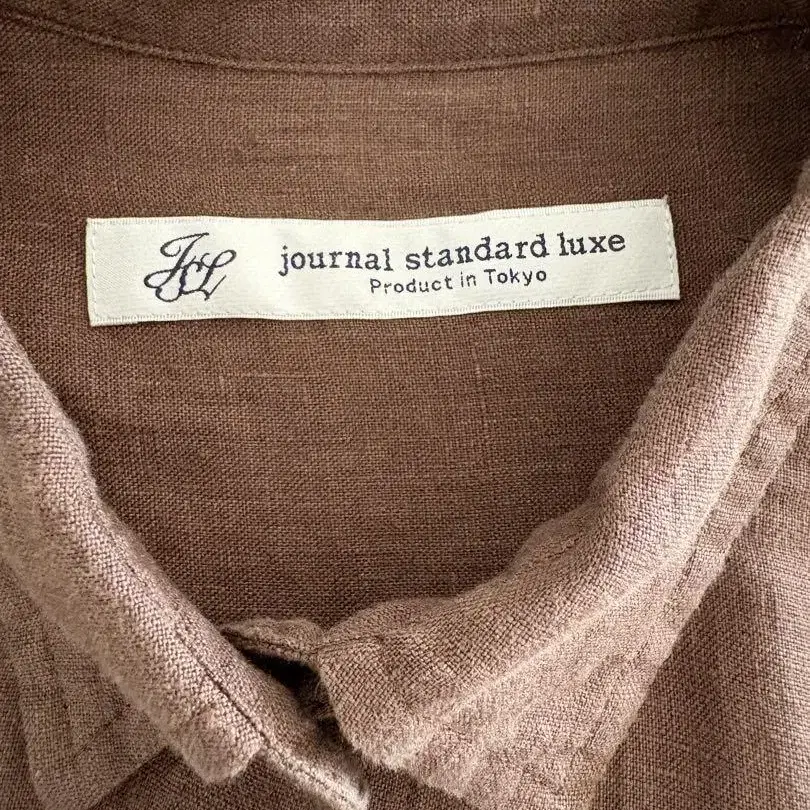 JSL
journal standard luxe
Product in Tokyo